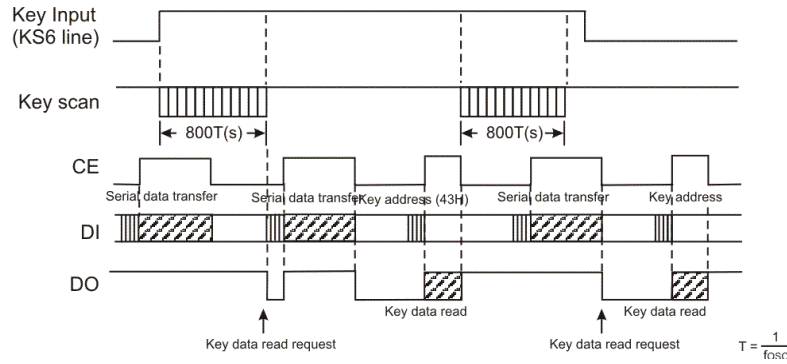 Key Input
(KS6 line)
Key scan
800T(s)
800T(s)
CE
Serial data transfer
Serial data transfer
Key address (43H)
Serial data transfer
Key address
DI
DO
Key data read
Key data read
Key data read request
Key data read request
T = 1
fosc